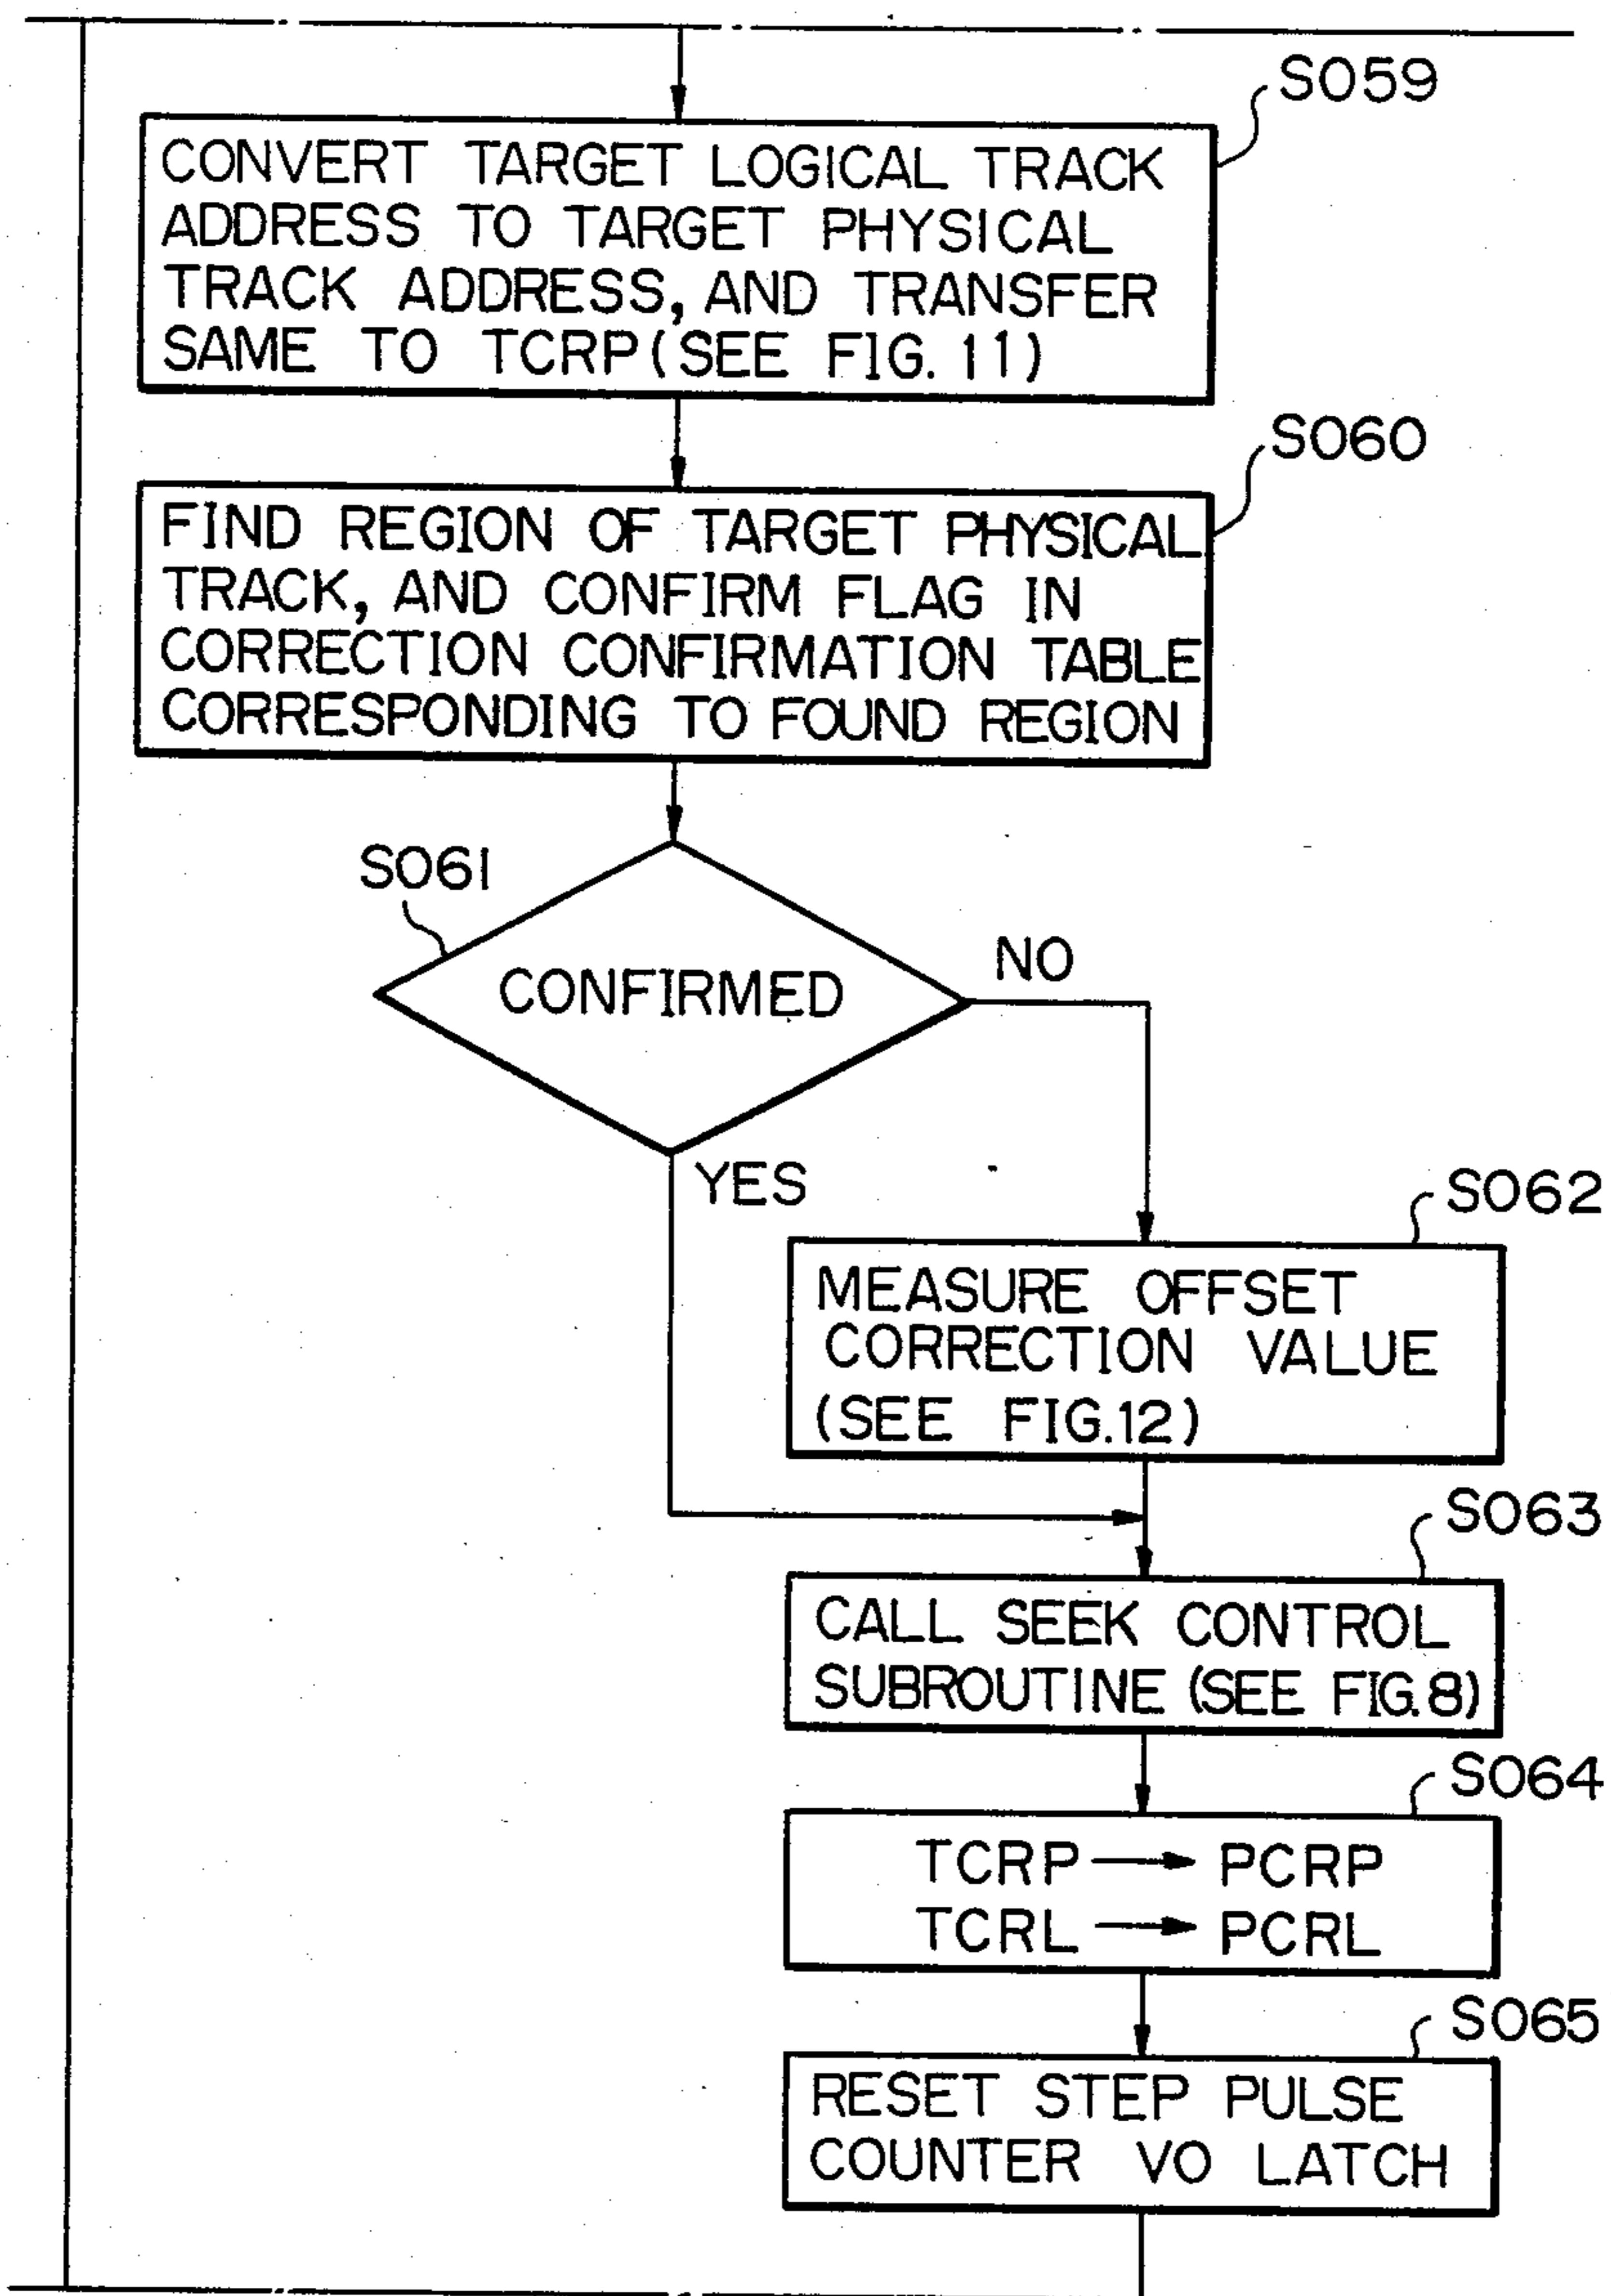 S059
CONVERT TARGET LOGICAL TRACK
ADDRESS TO TARGET PHYSICAL
TRACK ADDRESS, AND TRANSFER
SAME TO TCRP (SEE FIG. 11)
S060
FIND REGION OF TARGET PHYSICAL
TRACK, AND CONFIRM FLAG IN
CORRECTION CONFIRMATION TABLE
CORRESPONDING TO FOUND REGION
S061
CONFIRMED
NO
YES
S062
MEASURE OFFSET
CORRECTION VALUE
(SEE FIG.12)
S063
CALL SEEK CONTROL
SUBROUTINE (SEE FIG.8)
S064
TCRP → PCRP
TCRL → PCRL
S065
RESET STEP PULSE
COUNTER VO LATCH